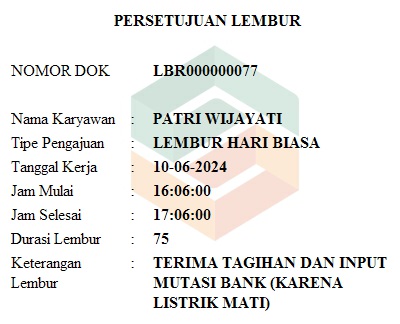 PERSETUJUAN LEMBUR
NOMOR DOK LBR000000077
Nama Karyawan : PATRI WIJAYATI
Tipe Pengajuan : LEMBUR HARI BIASA
Tanggal Kerja : 10-06-2024
Jam Mulai : 16:06:00
Jam Selesai : 17:06:00
Durasi Lembur : 75
Keterangan : TERIMA TAGIHAN DAN INPUT
Lembur MUTASI BANK (KARENA
LISTRIK MATI)